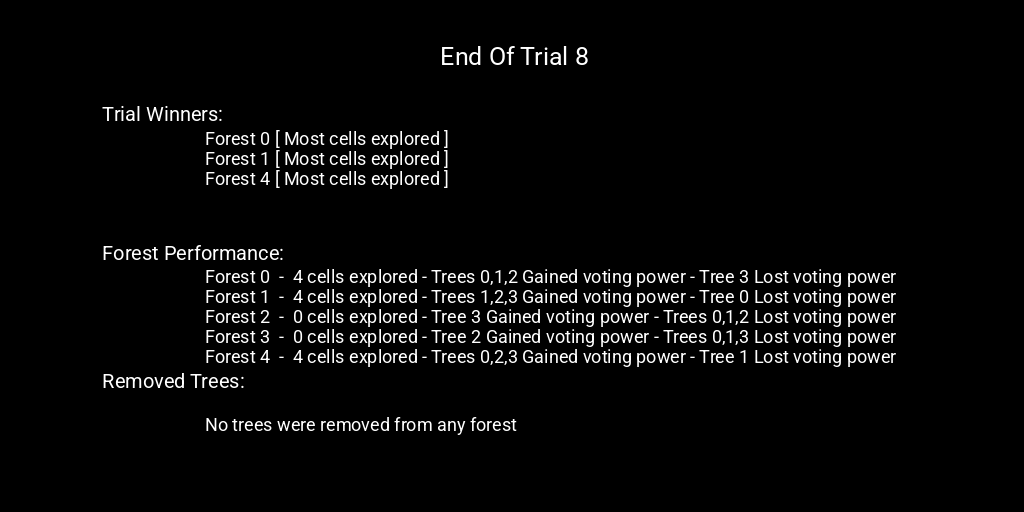 End Of Trial 8
Trial Winners:
Forest 0 [ Most cells explored ]
Forest 1 [ Most cells explored ]
Forest 4 [ Most cells explored ]
Forest Performance:
Forest 0 - 4 cells explored - Trees 0,1,2 Gained voting power - Tree 3 Lost voting power
Forest 1 - 4 cells explored - Trees 1,2,3 Gained voting power - Tree 0 Lost voting power
Forest 2 - 0 cells explored - Tree 3 Gained voting power - Trees 0,1,2 Lost voting power
Forest 3 - 0 cells explored - Tree 2 Gained voting power - Trees 0,1,3 Lost voting power
Forest 4 - 4 cells explored - Trees 0,2,3 Gained voting power - Tree 1 Lost voting power
Removed Trees:
No trees were removed from any forest